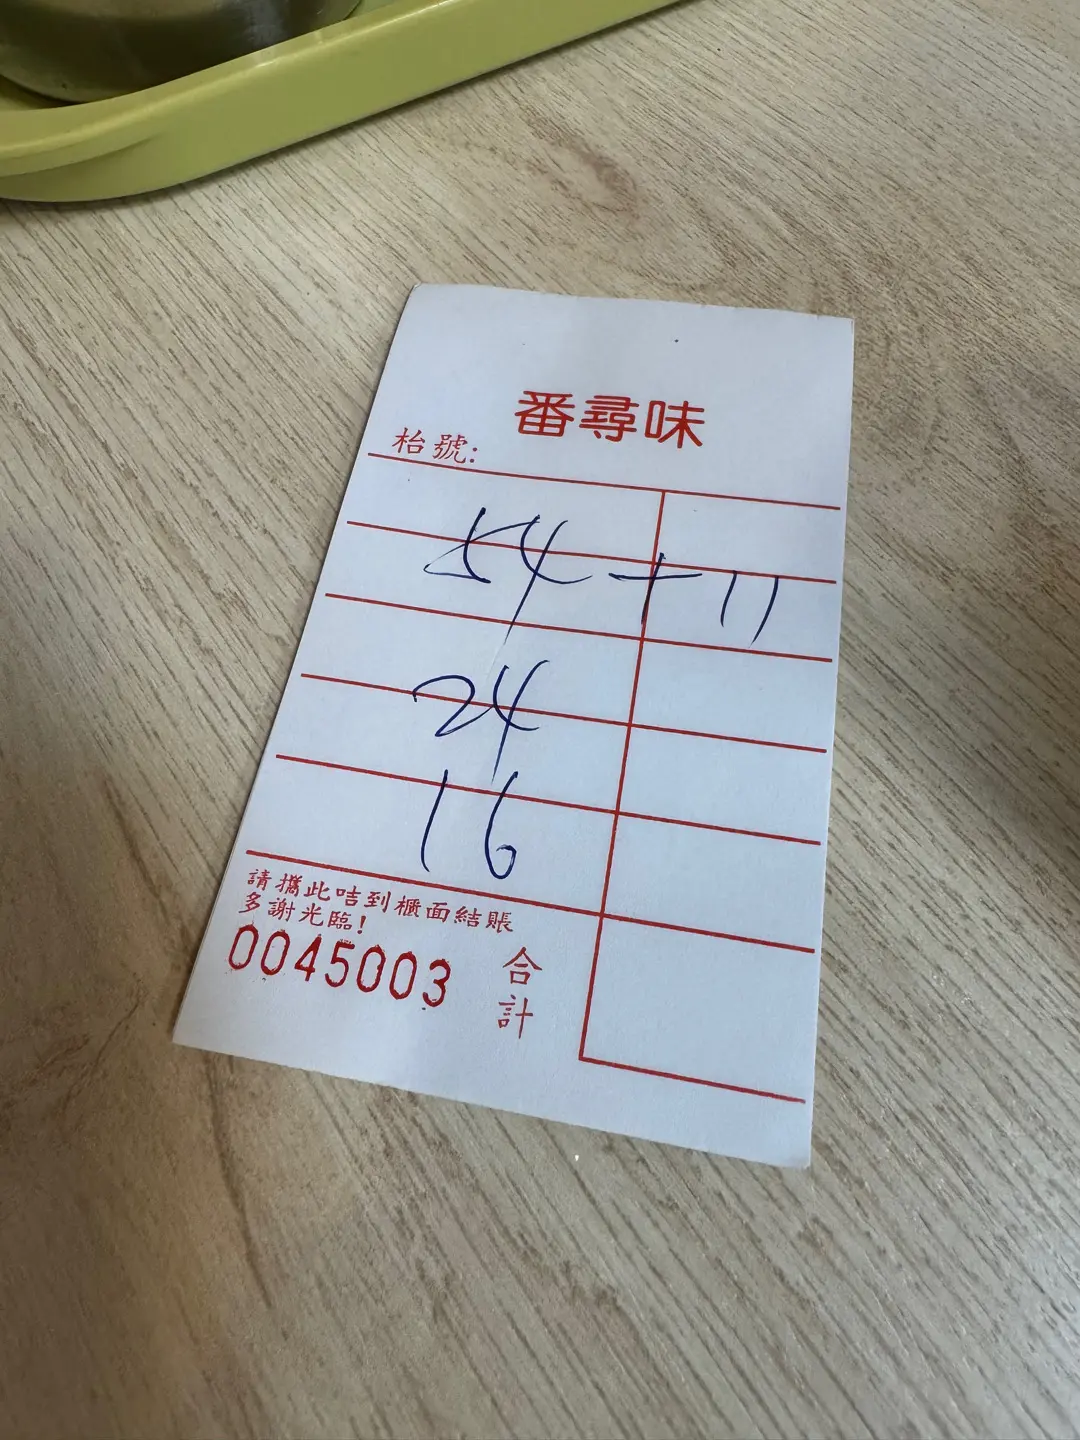 番尋味
枱號:
54+11
24
16
請攜此咭到櫃面結賬
多謝光臨!
0045003
合計